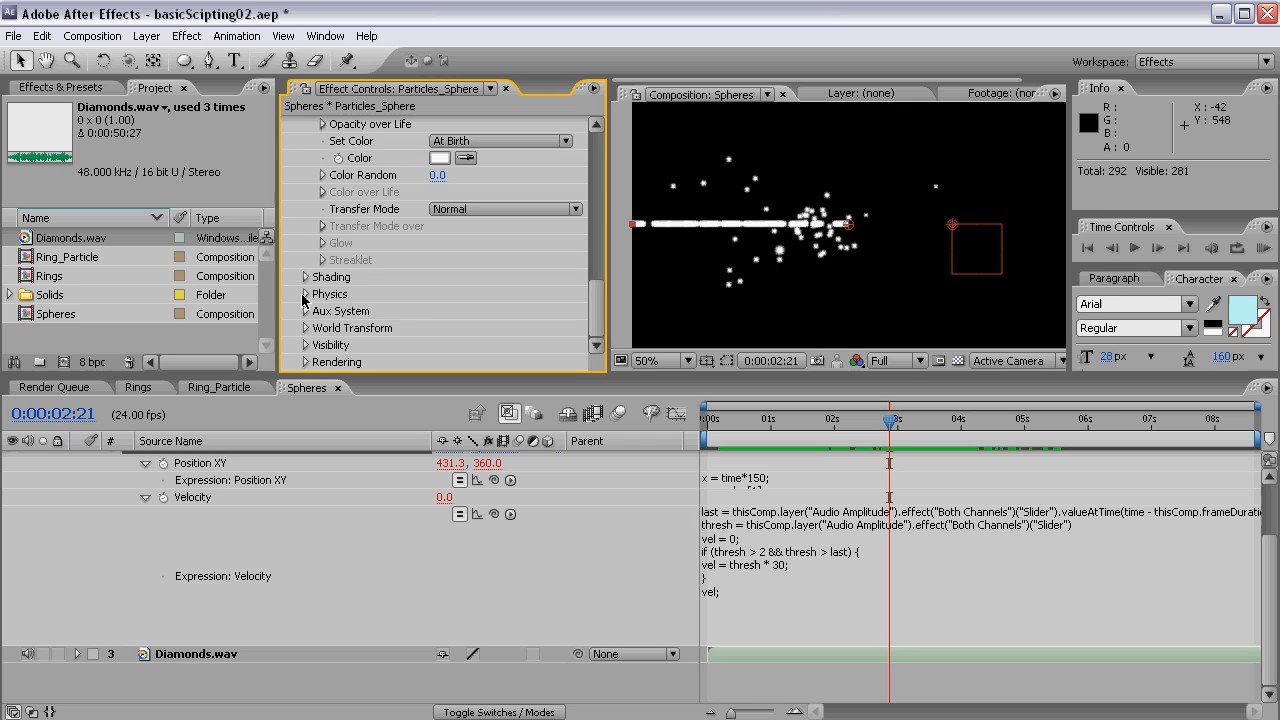 Adobe After Effects - basicScipting02.aep *
File Edit Composition Layer Effect Animation View Window Help
Workspace: Effects
Effects & Presets
Project
Diamonds.wav, used 3 times
0 x 0 (1.00)
Δ 0:00:50:27
48.000 kHz / 16 bit U / Stereo
Name Type
Diamonds.wav Windows...ile
Ring_Particle Composition
Rings Composition
Solids Folder
Spheres Composition
8 bpc
Effect Controls: Particles_Sphere
Spheres * Particles_Sphere
Opacity over Life
Set Color At Birth
Color
Color Random 0.0
Color over Life
Transfer Mode Normal
Transfer Mode over
Glow
Streaklet
Shading
Physics
Aux System
World Transform
Visibility
Rendering
Composition: Spheres
Layer: (none)
Footage: (nor
50% 0:00:02:21 Full Active Camera
Info
R :
G :
B :
A : 0
X : -42
Y : 548
Total: 292 Visible: 281
Time Controls
Paragraph
Character
Arial
Regular
28 px
160 px
Render Queue
Rings
Ring_Particle
Spheres
0:00:02:21 (24.00 fps)
:00s 01s 02s 03s 04s 05s 06s 07s 08s
# Source Name Parent
Position XY 431.3, 360.0
Expression: Position XY
x = time*150;
Velocity 0.0
Expression: Velocity
last = thisComp.layer("Audio Amplitude").effect("Both Channels")("Slider").valueAtTime(time - thisComp.frameDuratio
thresh = thisComp.layer("Audio Amplitude").effect("Both Channels")("Slider")
vel = 0;
if (thresh > 2 && thresh > last) {
vel = thresh * 30;
}
vel;
3 Diamonds.wav None
Toggle Switches / Modes